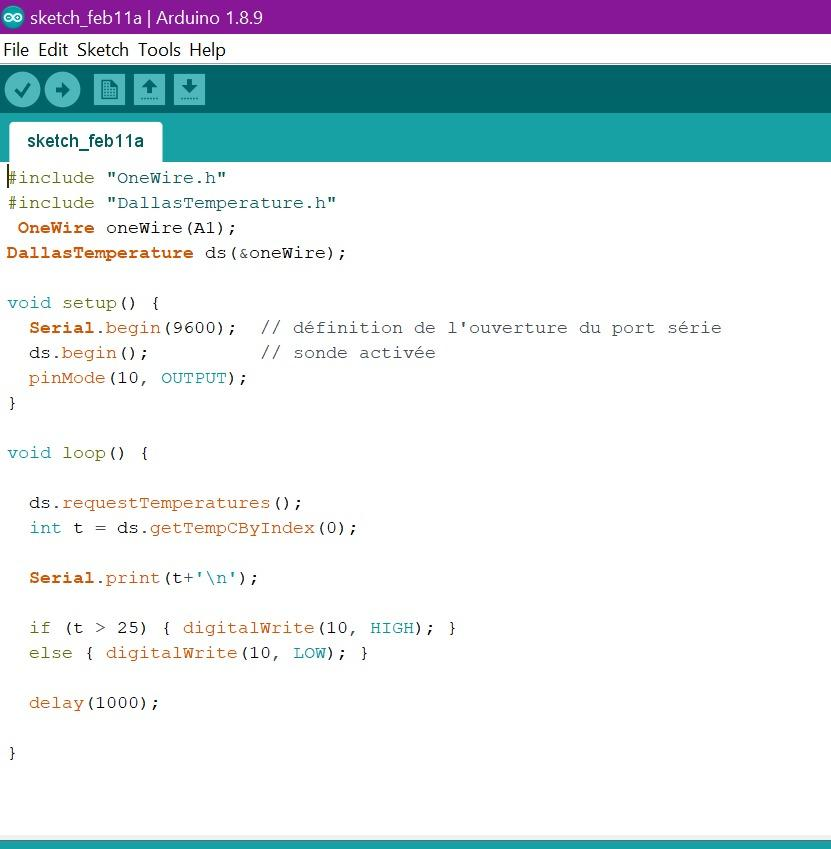 sketch_feb11a | Arduino 1.8.9
File Edit Sketch Tools Help
sketch_feb11a
#include "OneWire.h"
#include "DallasTemperature.h"
OneWire oneWire(A1);
DallasTemperature ds(&oneWire);
void setup() {
Serial.begin(9600); // définition de l'ouverture du port série
ds.begin(); // sonde activée
pinMode(10, OUTPUT);
}
void loop() {
ds.requestTemperatures();
int t = ds.getTempCByIndex(0);
Serial.print(t+'\n');
if (t > 25) { digitalWrite(10, HIGH); }
else { digitalWrite(10, LOW); }
delay(1000);
}